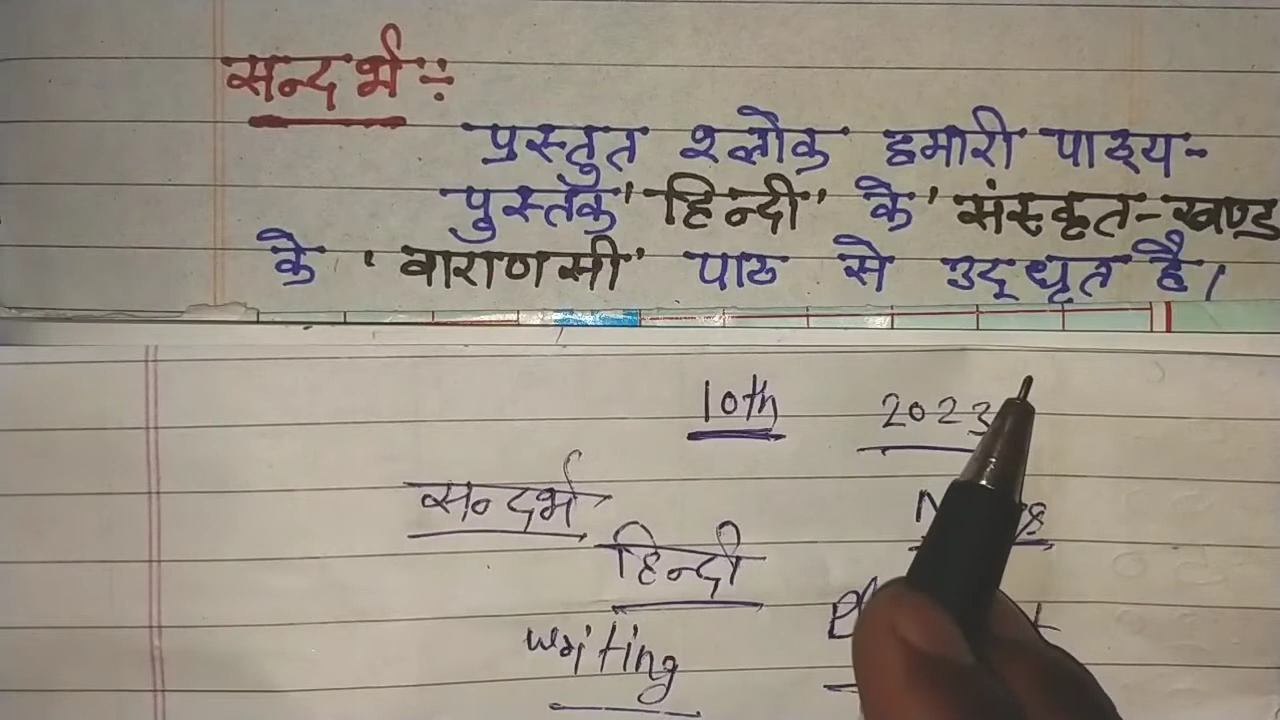 सन्दर्भ :-
प्रस्तुत श्लोक हमारी पाठ्य-
पुस्तक 'हिन्दी' के 'संस्कृत-खण्ड
के 'वाराणसी' पाठ से उद्धृत है।
10th 2023
सन्दर्भ
हिन्दी
writing